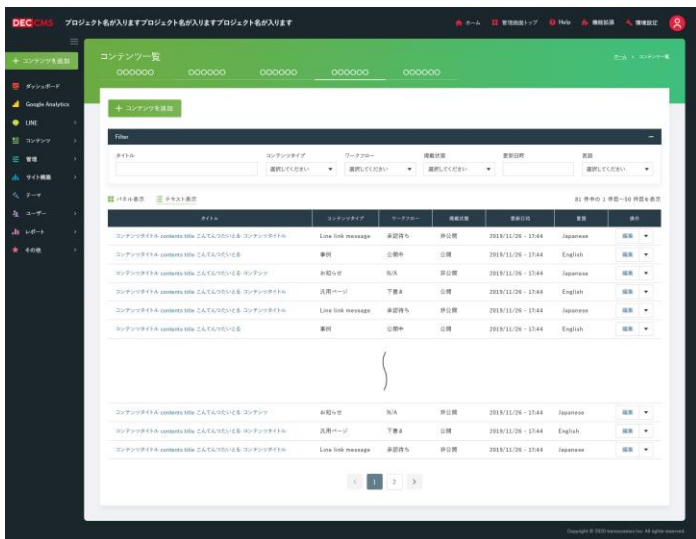 DEC CMS プロジェクト名が入りますプロジェクト名が入りますプロジェクト名が入ります
ホーム 管理画面トップ Help 機能拡張 環境設定
+ コンテンツを追加
ダッシュボード
Google Analytics
LINE
コンテンツ
管理
サイト構築
テーマ
ユーザー
レポート
その他
コンテンツ一覧
ホーム > コンテンツ一覧
○○○○○○ ○○○○○○ ○○○○○○ ○○○○○○ ○○○○○○
+ コンテンツを追加
Filter
タイトル コンテンツタイプ ワークフロー 掲載状態 更新日時 言語
選択してください 選択してください 選択してください 選択してください
パネル表示 テキスト表示
81 件中の 1 件目~50 件目を表示
タイトル コンテンツタイプ ワークフロー 掲載状態 更新日時 言語 操作
コンテンツタイトル contents title こんてんつたいとる コンテンツタイトル Line link message 承認待ち 非公開 2019/11/26 - 17:44 Japanese 編集
コンテンツタイトル contents title こんてんつたいとる 事例 公開中 公開 2019/11/26 - 17:44 English 編集
コンテンツタイトル contents title こんてんつたいとる コンテンツ お知らせ N/A 非公開 2019/11/26 - 17:44 Japanese 編集
コンテンツタイトル contents title こんてんつたいとる コンテンツタイトル 汎用ページ 下書き 公開 2019/11/26 - 17:44 English 編集
コンテンツタイトル contents title こんてんつたいとる コンテンツタイトル Line link message 承認待ち 非公開 2019/11/26 - 17:44 Japanese 編集
コンテンツタイトル contents title こんてんつたいとる 事例 公開中 公開 2019/11/26 - 17:44 English 編集
コンテンツタイトル contents title こんてんつたいとる コンテンツ お知らせ N/A 非公開 2019/11/26 - 17:44 Japanese 編集
コンテンツタイトル contents title こんてんつたいとる コンテンツタイトル 汎用ページ 下書き 公開 2019/11/26 - 17:44 English 編集
コンテンツタイトル contents title こんてんつたいとる コンテンツタイトル Line link message 承認待ち 非公開 2019/11/26 - 17:44 Japanese 編集
< 1 2 >
Copyright © 2020 Inc. All rights reserved.